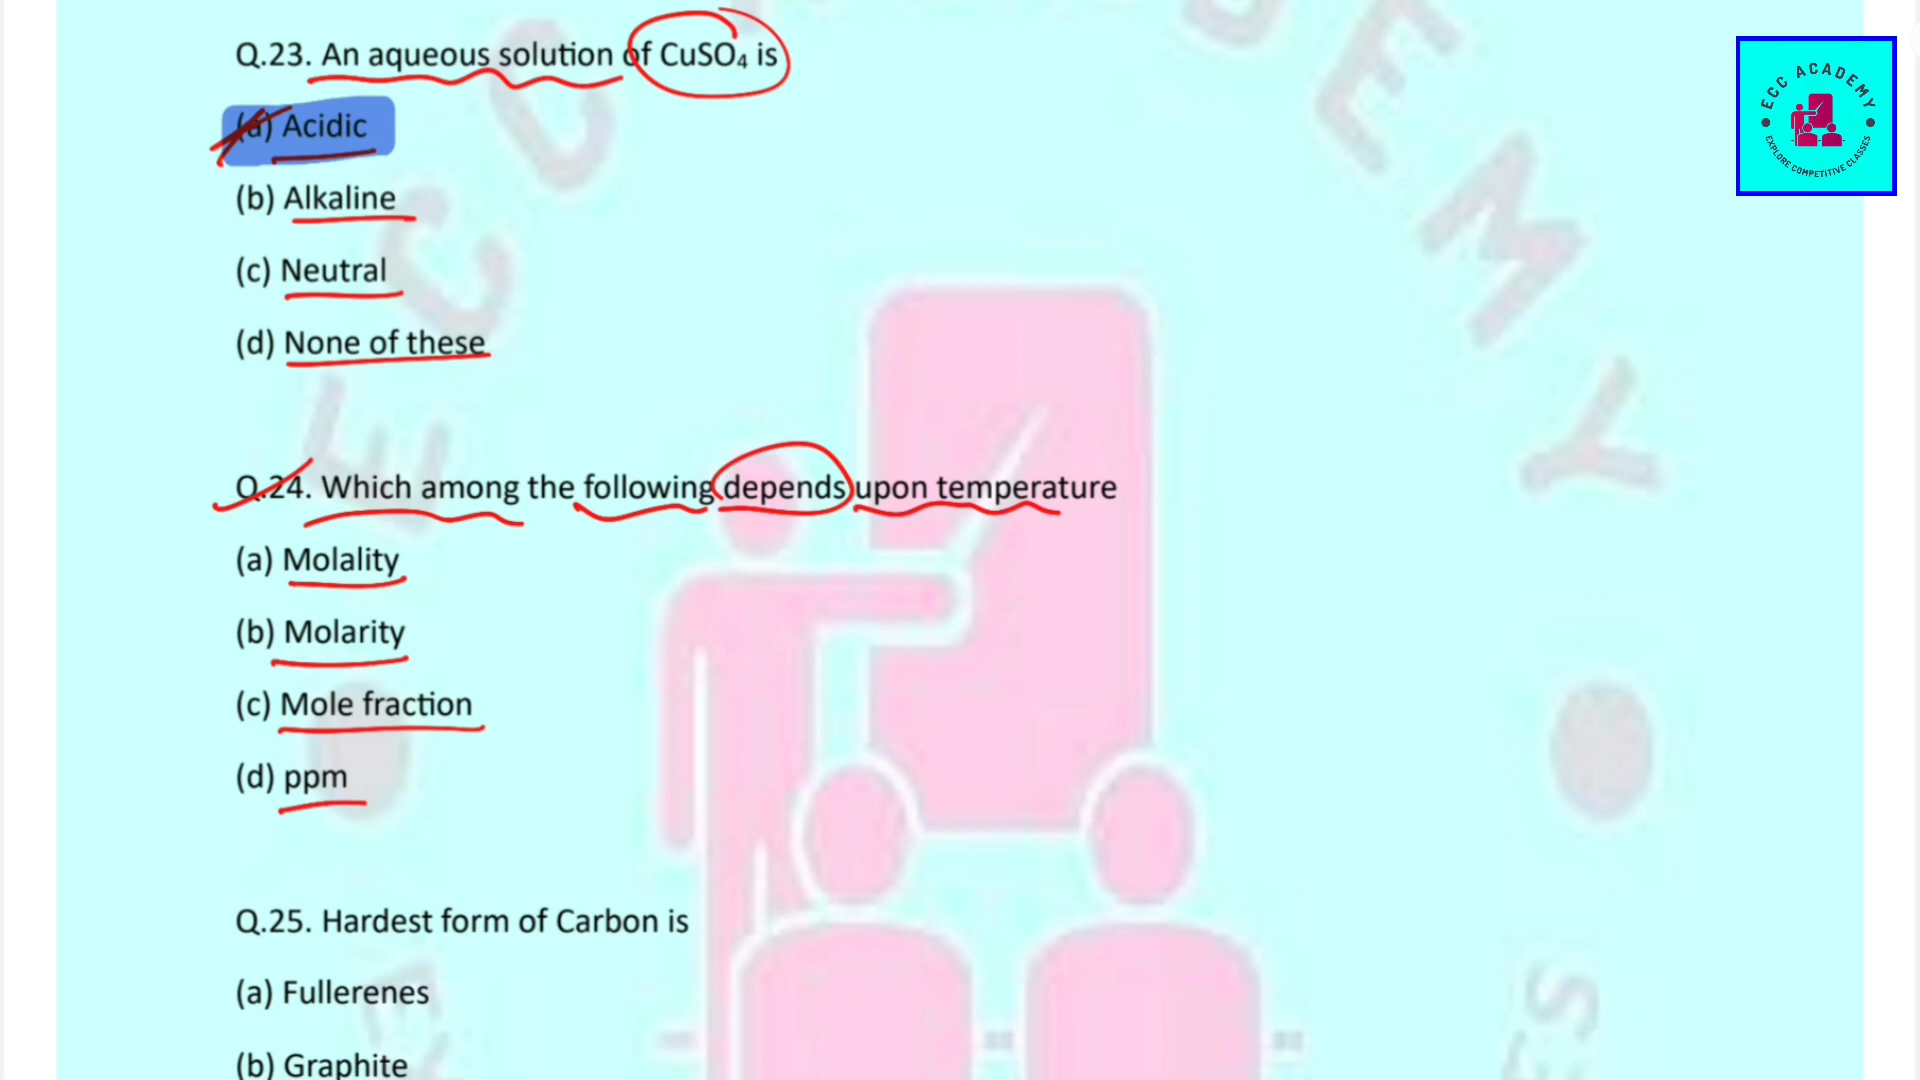 Q.23. An aqueous solution of CuSO₄ is
(a) Acidic
(b) Alkaline
(c) Neutral
(d) None of these
Q.24. Which among the following depends upon temperature
(a) Molality
(b) Molarity
(c) Mole fraction
(d) ppm
Q.25. Hardest form of Carbon is
(a) Fullerenes
(b) Graphite
ECC ACADEMY
EXPLORE COMPETITIVE CLASSES